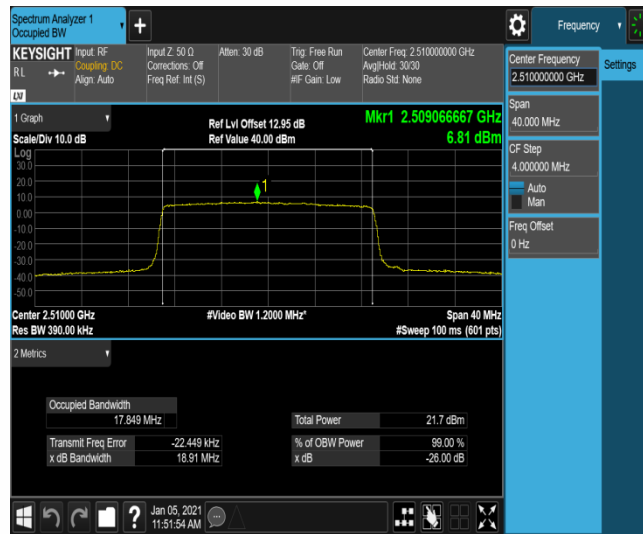 Spectrum Analyzer 1
Occupied BW
+
Frequency
KEYSIGHT
Input: RF
Coupling: DC
Align: Auto
Input Z: 50 Ω
Corrections: Off
Freq Ref: Int (S)
Atten: 30 dB
Trig: Free Run
Gate: Off
#IF Gain: Low
Center Freq: 2.510000000 GHz
Avg|Hold: 30/30
Radio Std: None
RL
LXI
Center Frequency
2.510000000 GHz
Settings
Span
40.000 MHz
CF Step
4.000000 MHz
Auto
Man
Freq Offset
0 Hz
1 Graph
Scale/Div 10.0 dB
Ref Lvl Offset 12.95 dB
Ref Value 40.00 dBm
Mkr1 2.509066667 GHz
6.81 dBm
Log
30.0
20.0
10.0
0.00
-10.0
-20.0
-30.0
-40.0
-50.0
1
Center 2.51000 GHz
Res BW 390.00 kHz
#Video BW 1.2000 MHz*
Span 40 MHz
#Sweep 100 ms (601 pts)
2 Metrics
Occupied Bandwidth
17.849 MHz
Total Power 21.7 dBm
Transmit Freq Error -22.449 kHz
% of OBW Power 99.00 %
x dB Bandwidth 18.91 MHz
x dB -26.00 dB
?
Jan 05, 2021
11:51:54 AM